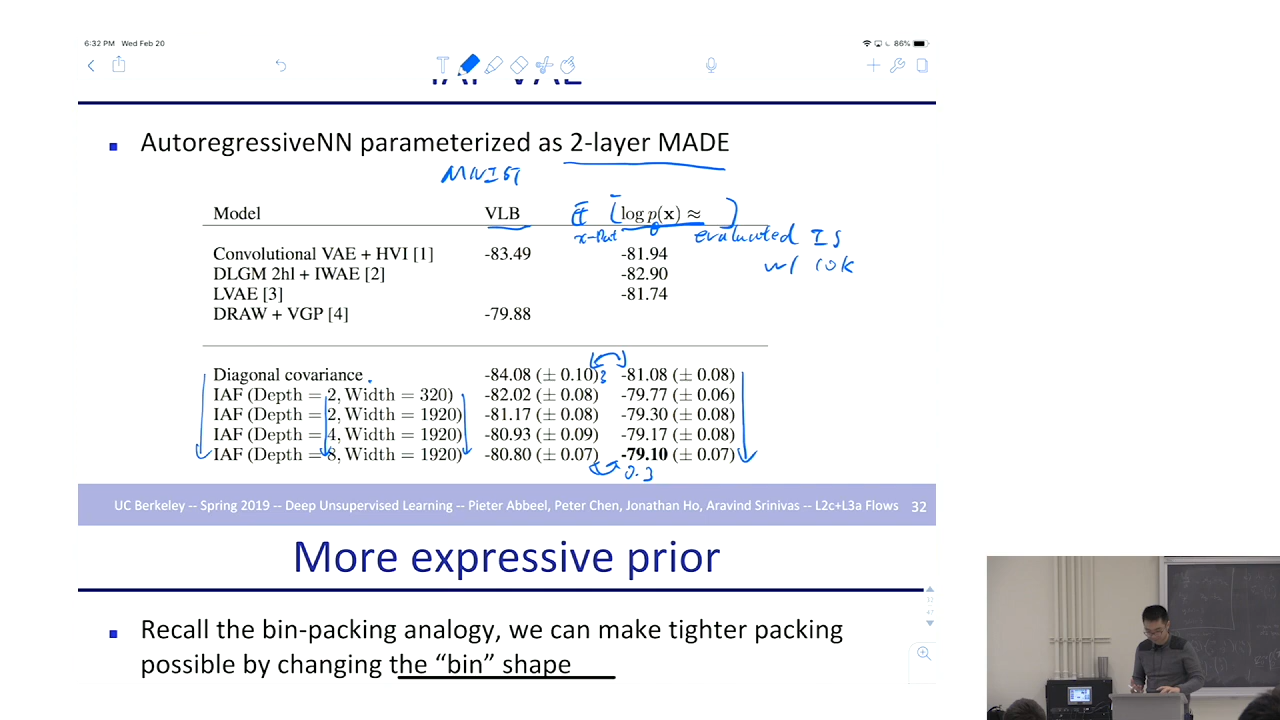 6:32 PM Wed Feb 20
86%
IAF VAE
AutoregressiveNN parameterized as 2-layer MADE
MNIST
Model VLB E [log p(x) ≈ ]
x~Dat
evaluated IS
w/ 10K
Convolutional VAE + HVI [1] -83.49 -81.94
DLGM 2hl + IWAE [2] -82.90
LVAE [3] -81.74
DRAW + VGP [4] -79.88
Diagonal covariance -84.08 (± 0.10) 3 -81.08 (± 0.08)
IAF (Depth = 2, Width = 320) -82.02 (± 0.08) -79.77 (± 0.06)
IAF (Depth = 2, Width = 1920) -81.17 (± 0.08) -79.30 (± 0.08)
IAF (Depth = 4, Width = 1920) -80.93 (± 0.09) -79.17 (± 0.08)
IAF (Depth = 8, Width = 1920) -80.80 (± 0.07) -79.10 (± 0.07)
0.3
UC Berkeley -- Spring 2019 -- Deep Unsupervised Learning -- Pieter Abbeel, Peter Chen, Jonathan Ho, Aravind Srinivas -- L2c+L3a Flows 32
More expressive prior
Recall the bin-packing analogy, we can make tighter packing
possible by changing the “bin” shape